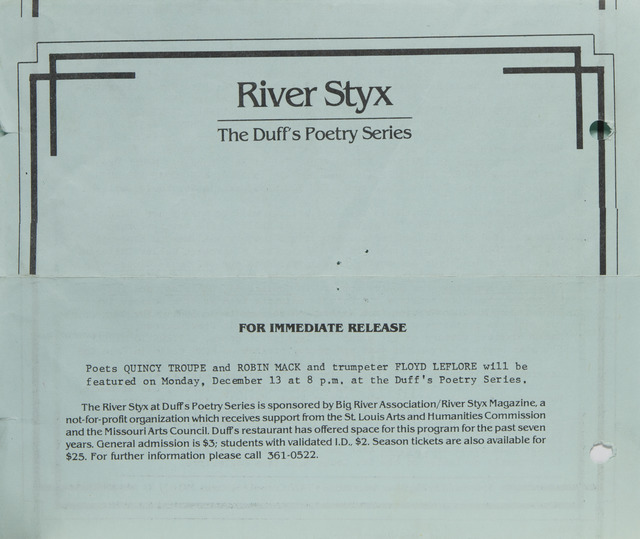 River Styx
The Duff's Poetry Series
FOR IMMEDIATE RELEASE
Poets QUINCY TROUPE and ROBIN MACK and trumpeter FLOYD LEFLORE will be
featured on Monday, December 13 at 8 p.m. at the Duff's Poetry Series.
The River Styx at Duff's Poetry Series is sponsored by Big River Association/River Styx Magazine, a
not-for-profit organization which receives support from the St. Louis Arts and Humanities Commission
and the Missouri Arts Council. Duff's restaurant has offered space for this program for the past seven
years. General admission is $3; students with validated I.D., $2. Season tickets are also available for
$25. For further information please call 361-0522.